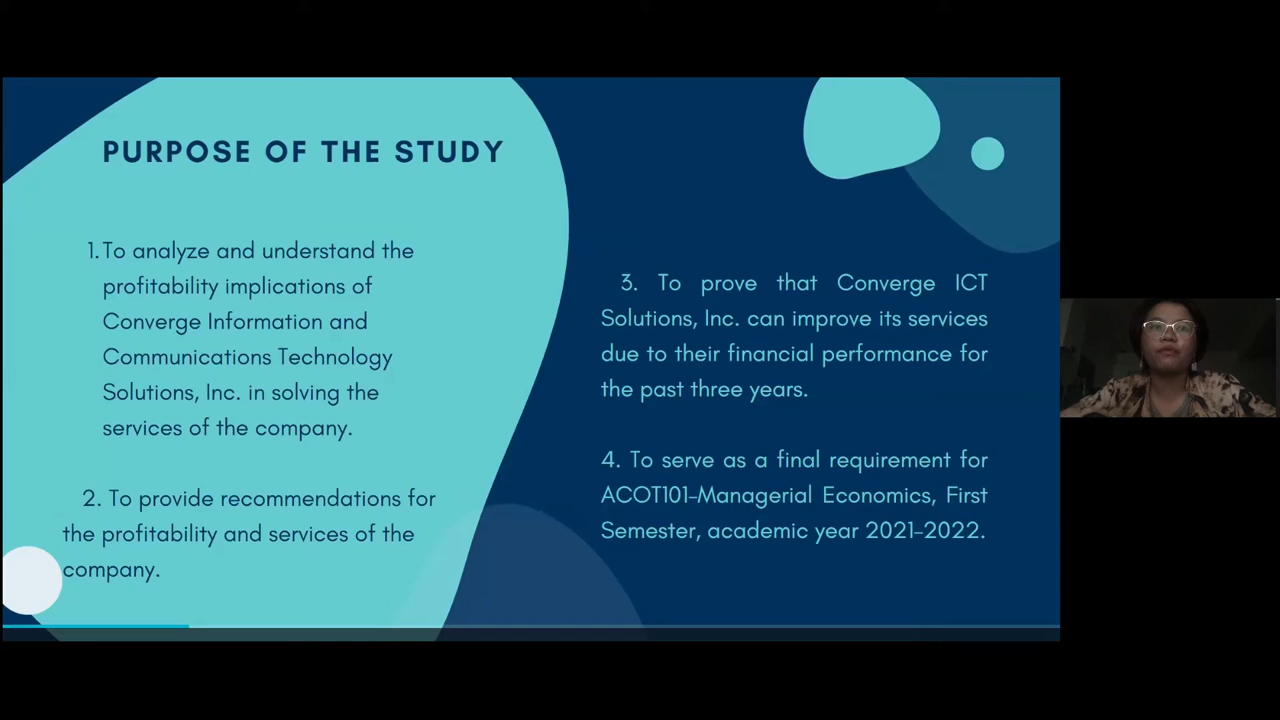 PURPOSE OF THE STUDY
1. To analyze and understand the
profitability implications of
Converge Information and
Communications Technology
Solutions, Inc. in solving the
services of the company.
2. To provide recommendations for
the profitability and services of the
company.
3. To prove that Converge ICT
Solutions, Inc. can improve its services
due to their financial performance for
the past three years.
4. To serve as a final requirement for
ACOT101-Managerial Economics, First
Semester, academic year 2021-2022.